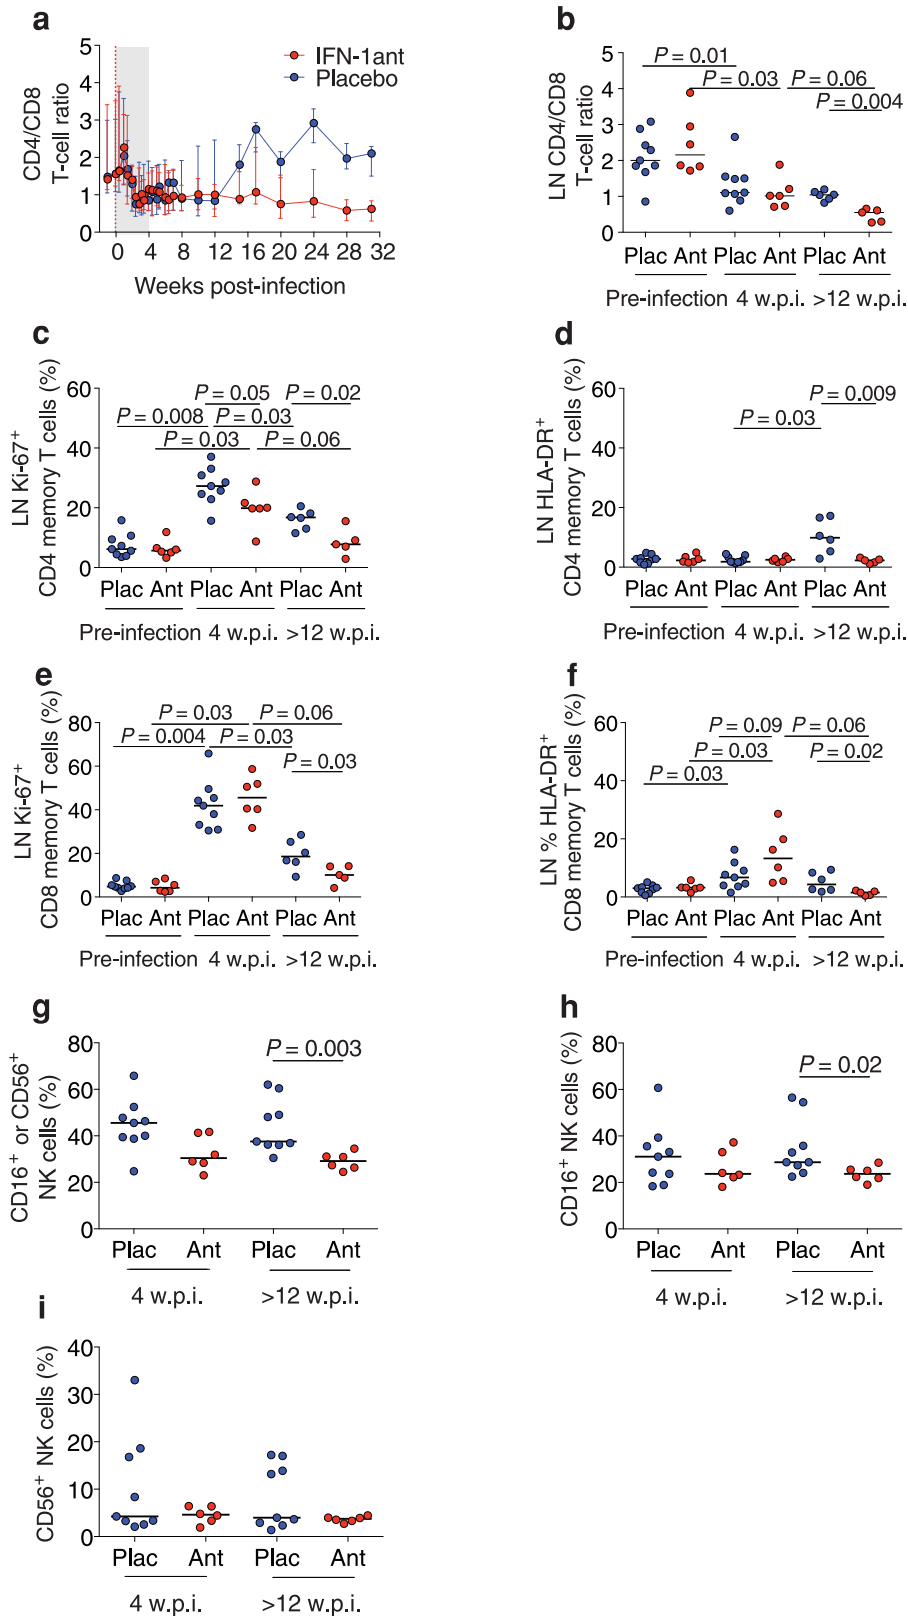 a
CD4/CD8
T-cell ratio
5
4
3
2
1
0
IFN-1ant
Placebo
0 4 8 12 16 20 24 28 32
Weeks post-infection
b
LN CD4/CD8
T-cell ratio
5
4
3
2
1
0
P = 0.01
P = 0.03 P = 0.06
P = 0.004
Plac Ant Plac Ant Plac Ant
Pre-infection 4 w.p.i. >12 w.p.i.
c
LN Ki-67⁺
CD4 memory T cells (%)
60
40
20
0
P = 0.05 P = 0.02
P = 0.008 P = 0.03
P = 0.03 P = 0.06
Plac Ant Plac Ant Plac Ant
Pre-infection 4 w.p.i. >12 w.p.i.
d
LN HLA-DR⁺
CD4 memory T cells (%)
60
40
20
0
P = 0.009
P = 0.03
Plac Ant Plac Ant Plac Ant
Pre-infection 4 w.p.i. >12 w.p.i.
e
LN Ki-67⁺
CD8 memory T cells (%)
80
60
40
20
0
P = 0.03 P = 0.06
P = 0.004 P = 0.03
P = 0.03
Plac Ant Plac Ant Plac Ant
Pre-infection 4 w.p.i. >12 w.p.i.
f
LN % HLA-DR⁺
CD8 memory T cells (%)
60
40
20
0
P = 0.09 P = 0.06
P = 0.03 P = 0.02
P = 0.03
Plac Ant Plac Ant Plac Ant
Pre-infection 4 w.p.i. >12 w.p.i.
g
CD16⁺ or CD56⁺
NK cells (%)
80
60
40
20
0
P = 0.003
Plac Ant Plac Ant
4 w.p.i. >12 w.p.i.
h
CD16⁺ NK cells (%)
80
60
40
20
0
P = 0.02
Plac Ant Plac Ant
4 w.p.i. >12 w.p.i.
i
CD56⁺ NK cells (%)
40
30
20
10
0
Plac Ant Plac Ant
4 w.p.i. >12 w.p.i.